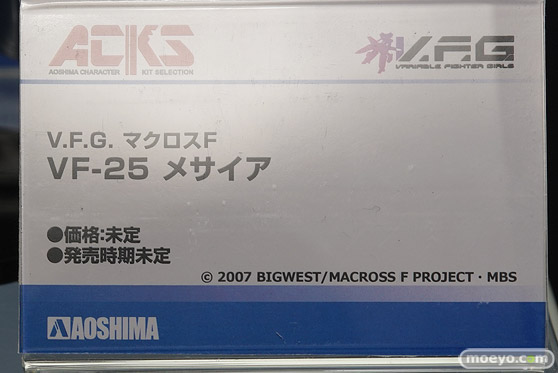 ACKS
AOSHIMA CHARACTER KIT SELECTION
V.F.G
VARIABLE FIGHTER GIRLS
V.F.G. マクロスF
VF-25 メサイア
●価格:未定
●発売時期未定
© 2007 BIGWEST/MACROSS F PROJECT・MBS
AOSHIMA
moeyo.com